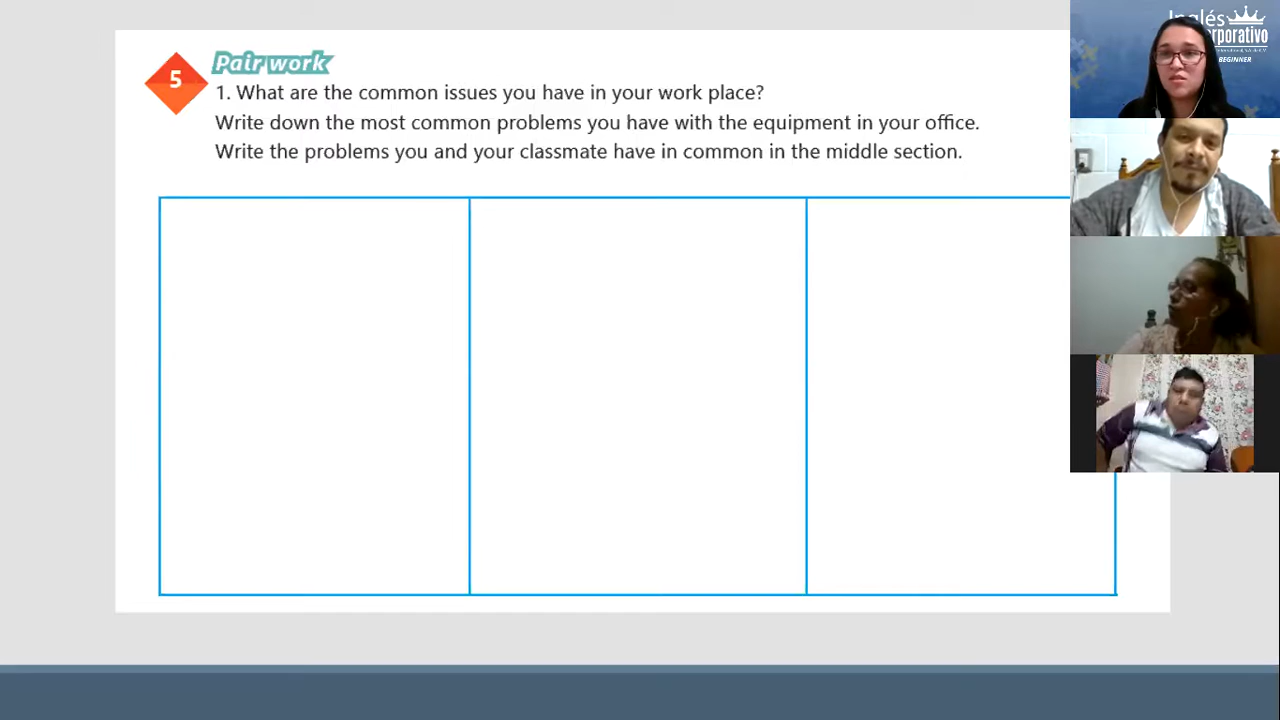 5
Pair work
1. What are the common issues you have in your work place?
Write down the most common problems you have with the equipment in your office.
Write the problems you and your classmate have in common in the middle section.
Inglés
BEGINNER